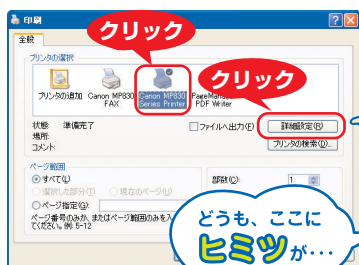 印刷
クリック
全般
プリンタの選択
クリック
プリンタの追加
Canon MP830 FAX
Canon MP830 Series Printer
PDF Writer
状態: 準備完了
場所:
コメント:
ファイルへ出力(F)
詳細設定(R)
プリンタの検索(D)...
ページ範囲
すべて(L)
選択した部分(T)
現在のページ(U)
ページ指定(G):
ページ番号のみか、またはページ範囲のみを入
てください。例: 5-12
部数(C):
1
どうも、ここに
ヒミツが・・・